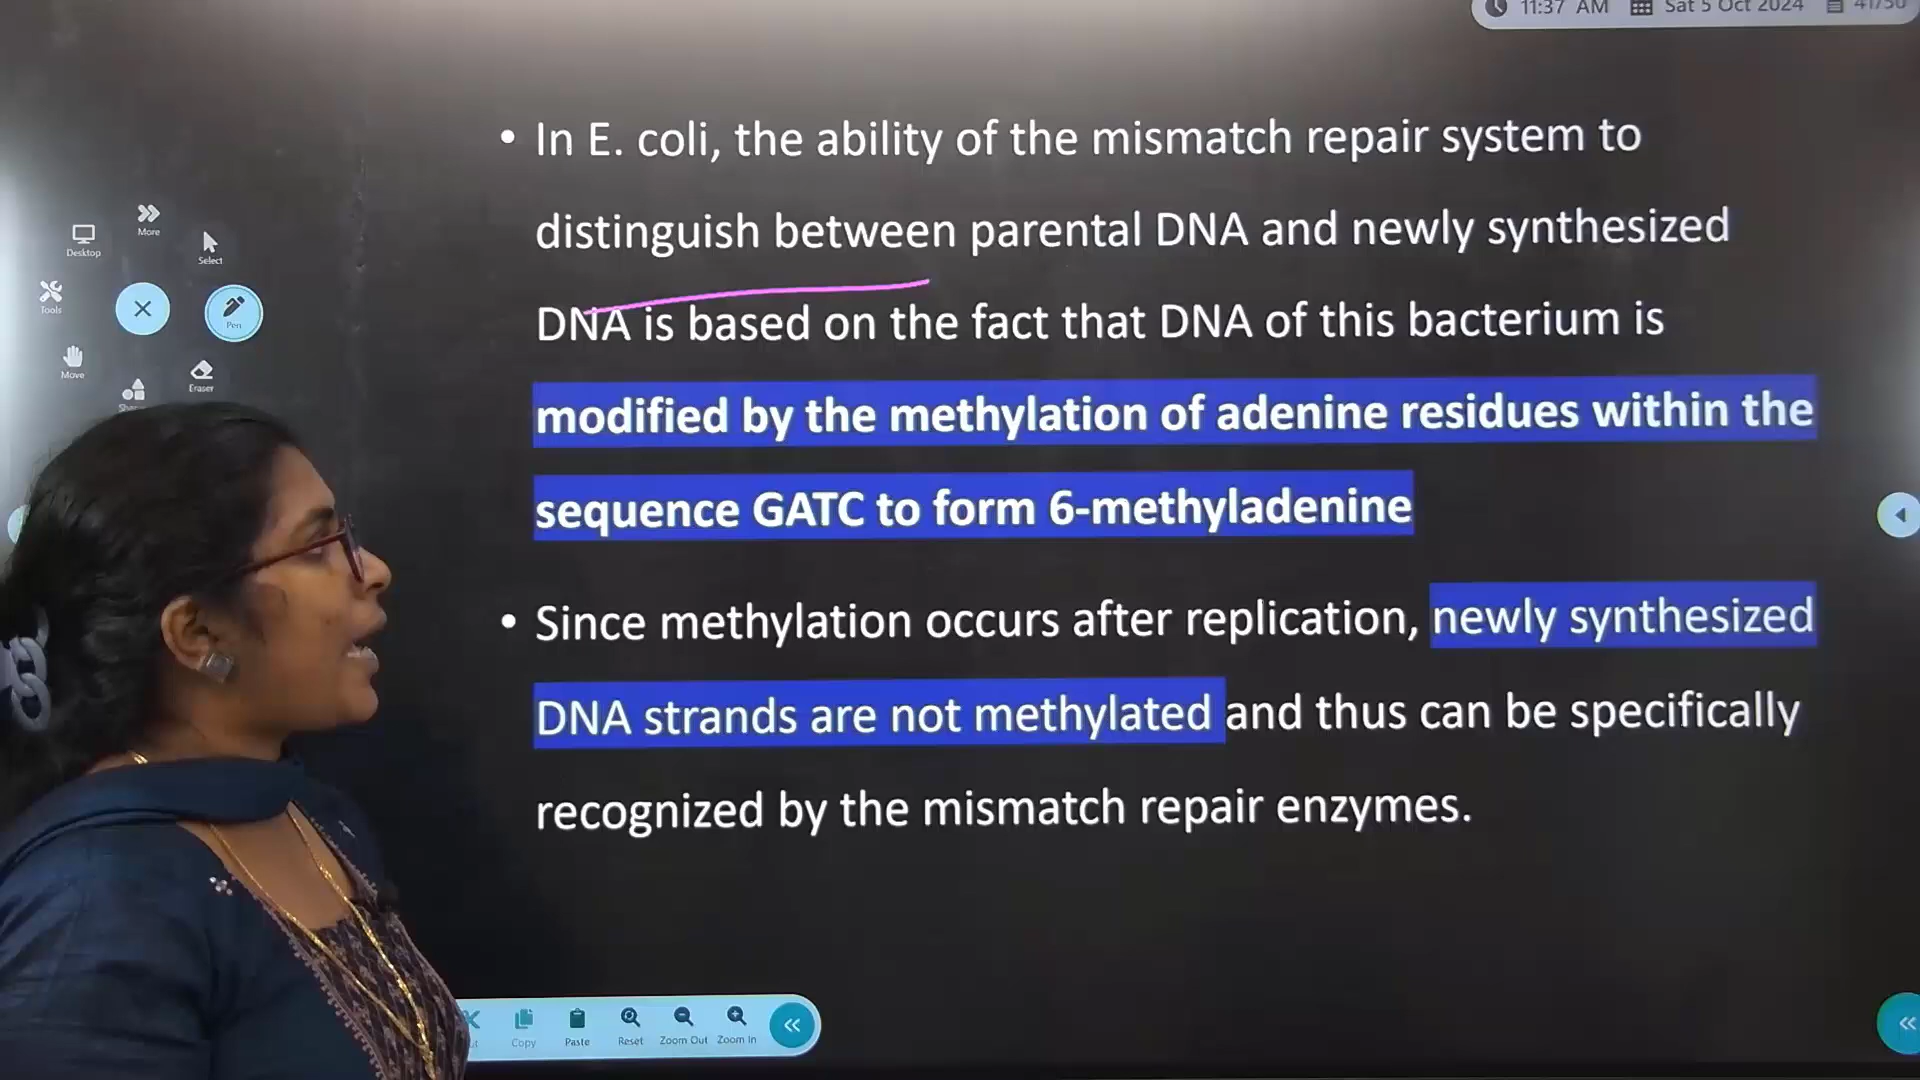 11:37 AM Sat 5 Oct 2024 41/50
• In E. coli, the ability of the mismatch repair system to
distinguish between parental DNA and newly synthesized
DNA is based on the fact that DNA of this bacterium is
modified by the methylation of adenine residues within the
sequence GATC to form 6-methyladenine
• Since methylation occurs after replication, newly synthesized
DNA strands are not methylated and thus can be specifically
recognized by the mismatch repair enzymes.
More
Desktop
Select
Tools
Pen
Move
Eraser
Copy Paste Reset Zoom Out Zoom In